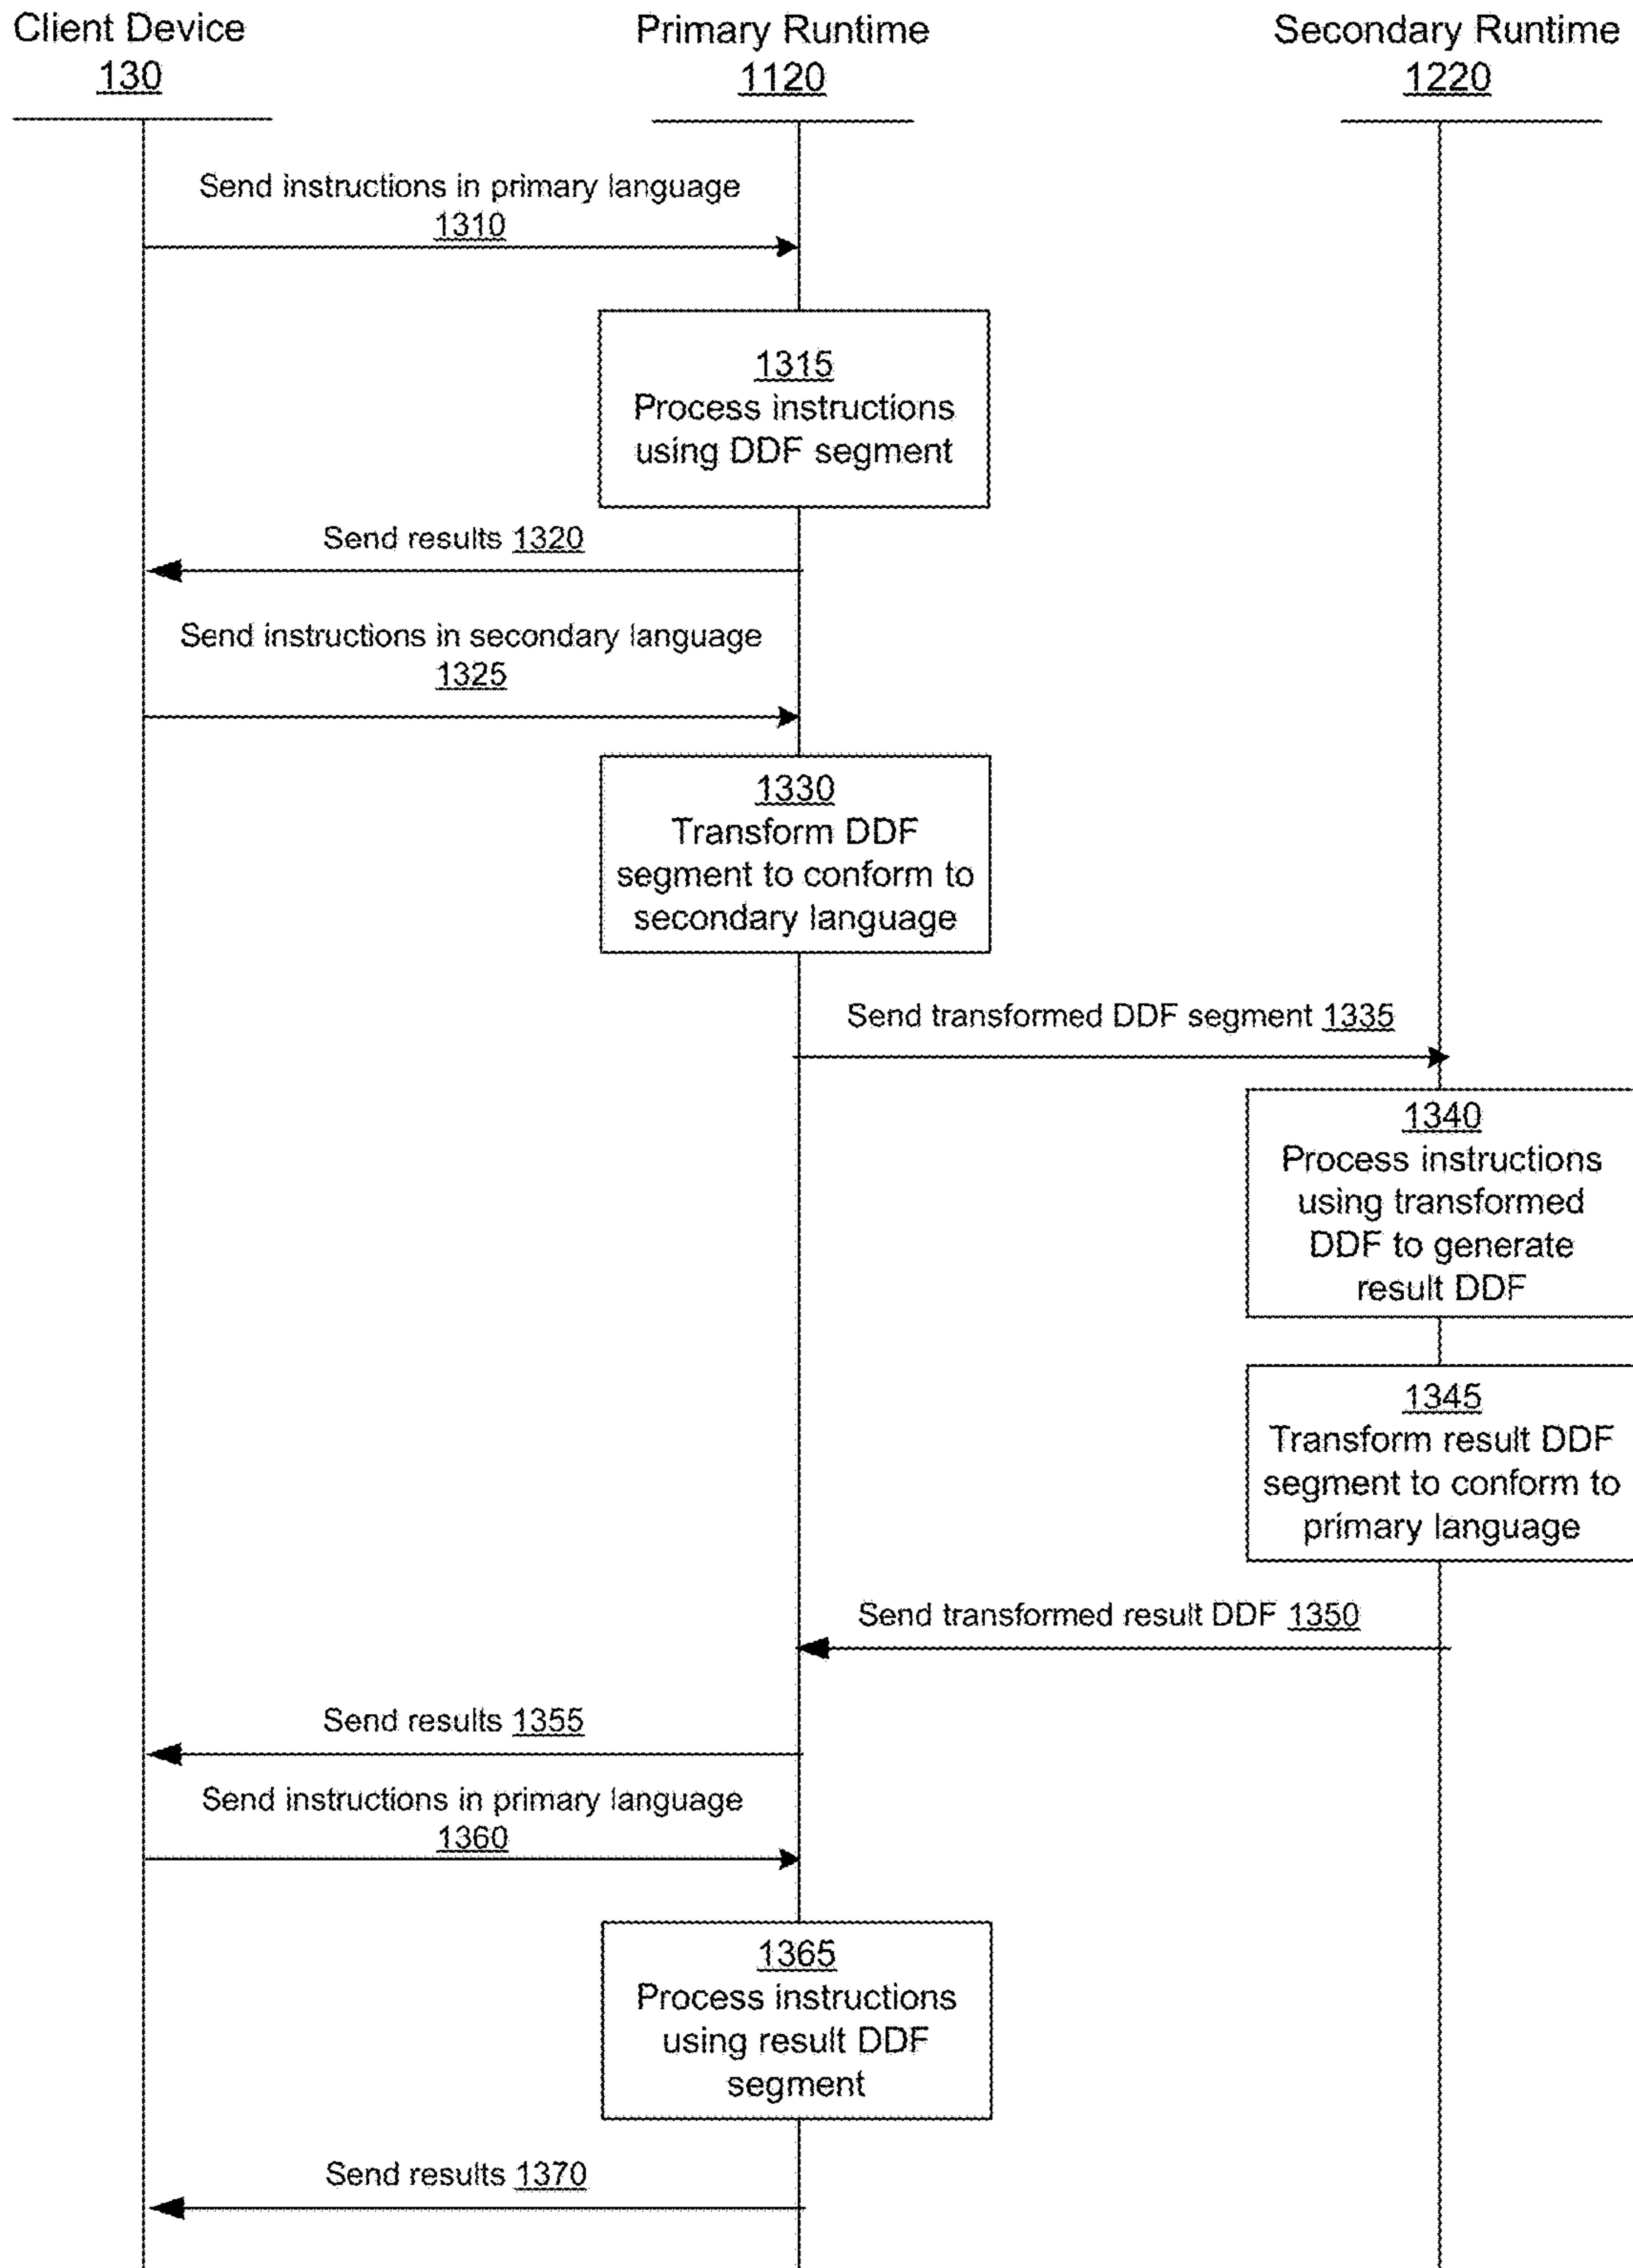 Client Device
130
Primary Runtime
1120
Secondary Runtime
1220
Send instructions in primary language
1310
1315
Process instructions
using DDF segment
Send results 1320
Send instructions in secondary language
1325
1330
Transform DDF
segment to conform to
secondary language
Send transformed DDF segment 1335
1340
Process instructions
using transformed
DDF to generate
result DDF
1345
Transform result DDF
segment to conform to
primary language
Send transformed result DDF 1350
Send results 1355
Send instructions in primary language
1360
1365
Process instructions
using result DDF
segment
Send results 1370